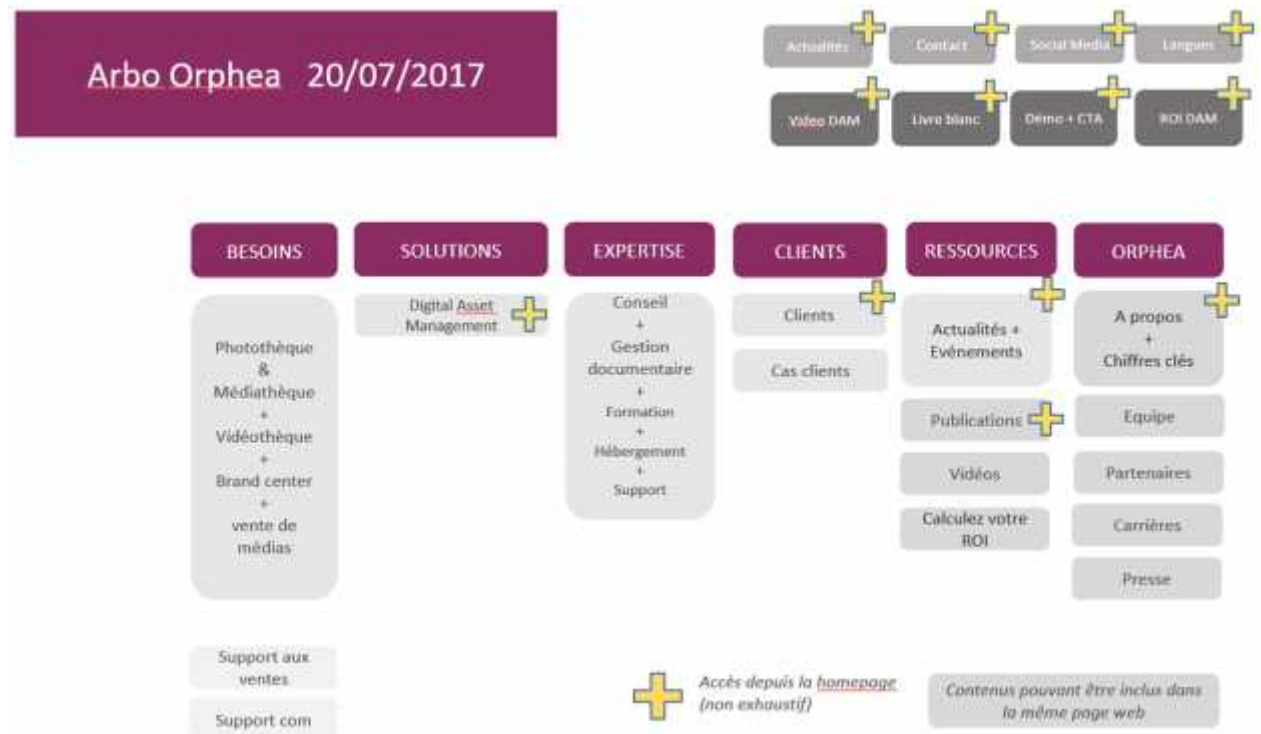 Arbo Orphea 20/07/2017
Actualités
Contact
Social Media
Langues
Video DAM
Livre blanc
Démo + CTA
ROI DAM
BESOINS
SOLUTIONS
EXPERTISE
CLIENTS
RESSOURCES
ORPHEA
Photothèque
&
Médiathèque
+
Vidéothèque
+
Brand center
+
vente de
médias
Support aux
ventes
Support com
Digital Asset
Management
Conseil
+
Gestion
documentaire
+
Formation
+
Hébergement
+
Support
Clients
Cas clients
Actualités +
Evénements
Publications
Vidéos
Calculez votre
ROI
A propos
+
Chiffres clés
Equipe
Partenaires
Carrières
Presse
Accès depuis la homepage
(non exhaustif)
Contenus pouvant être inclus dans
la même page web